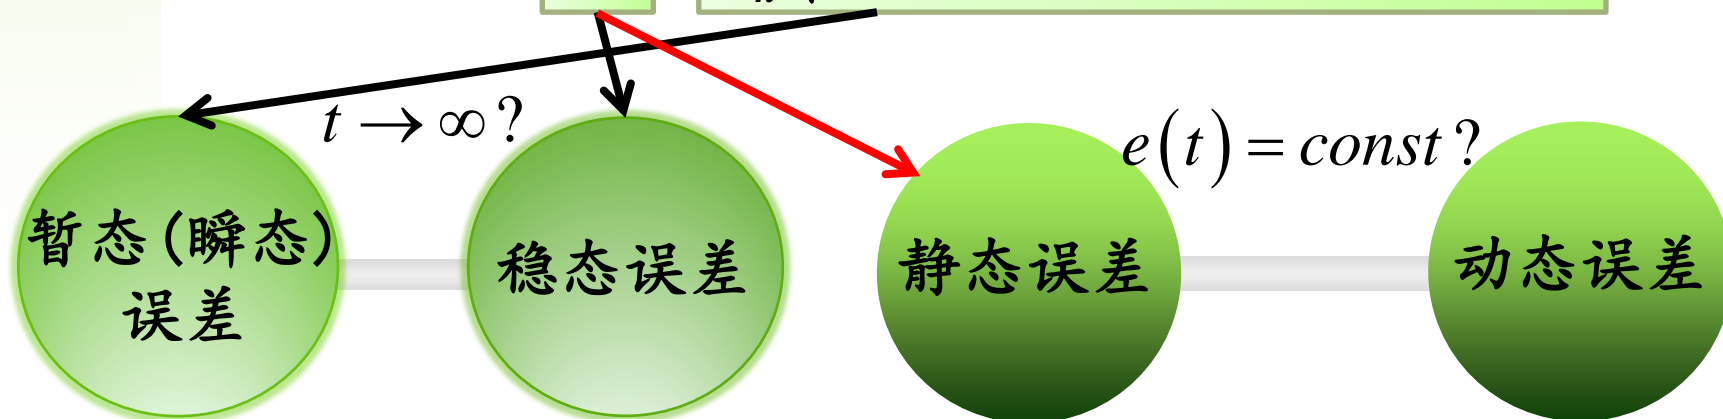 t → ∞ ?
e(t) = const ?
暂态(瞬态)
误差
稳态误差
静态误差
动态误差